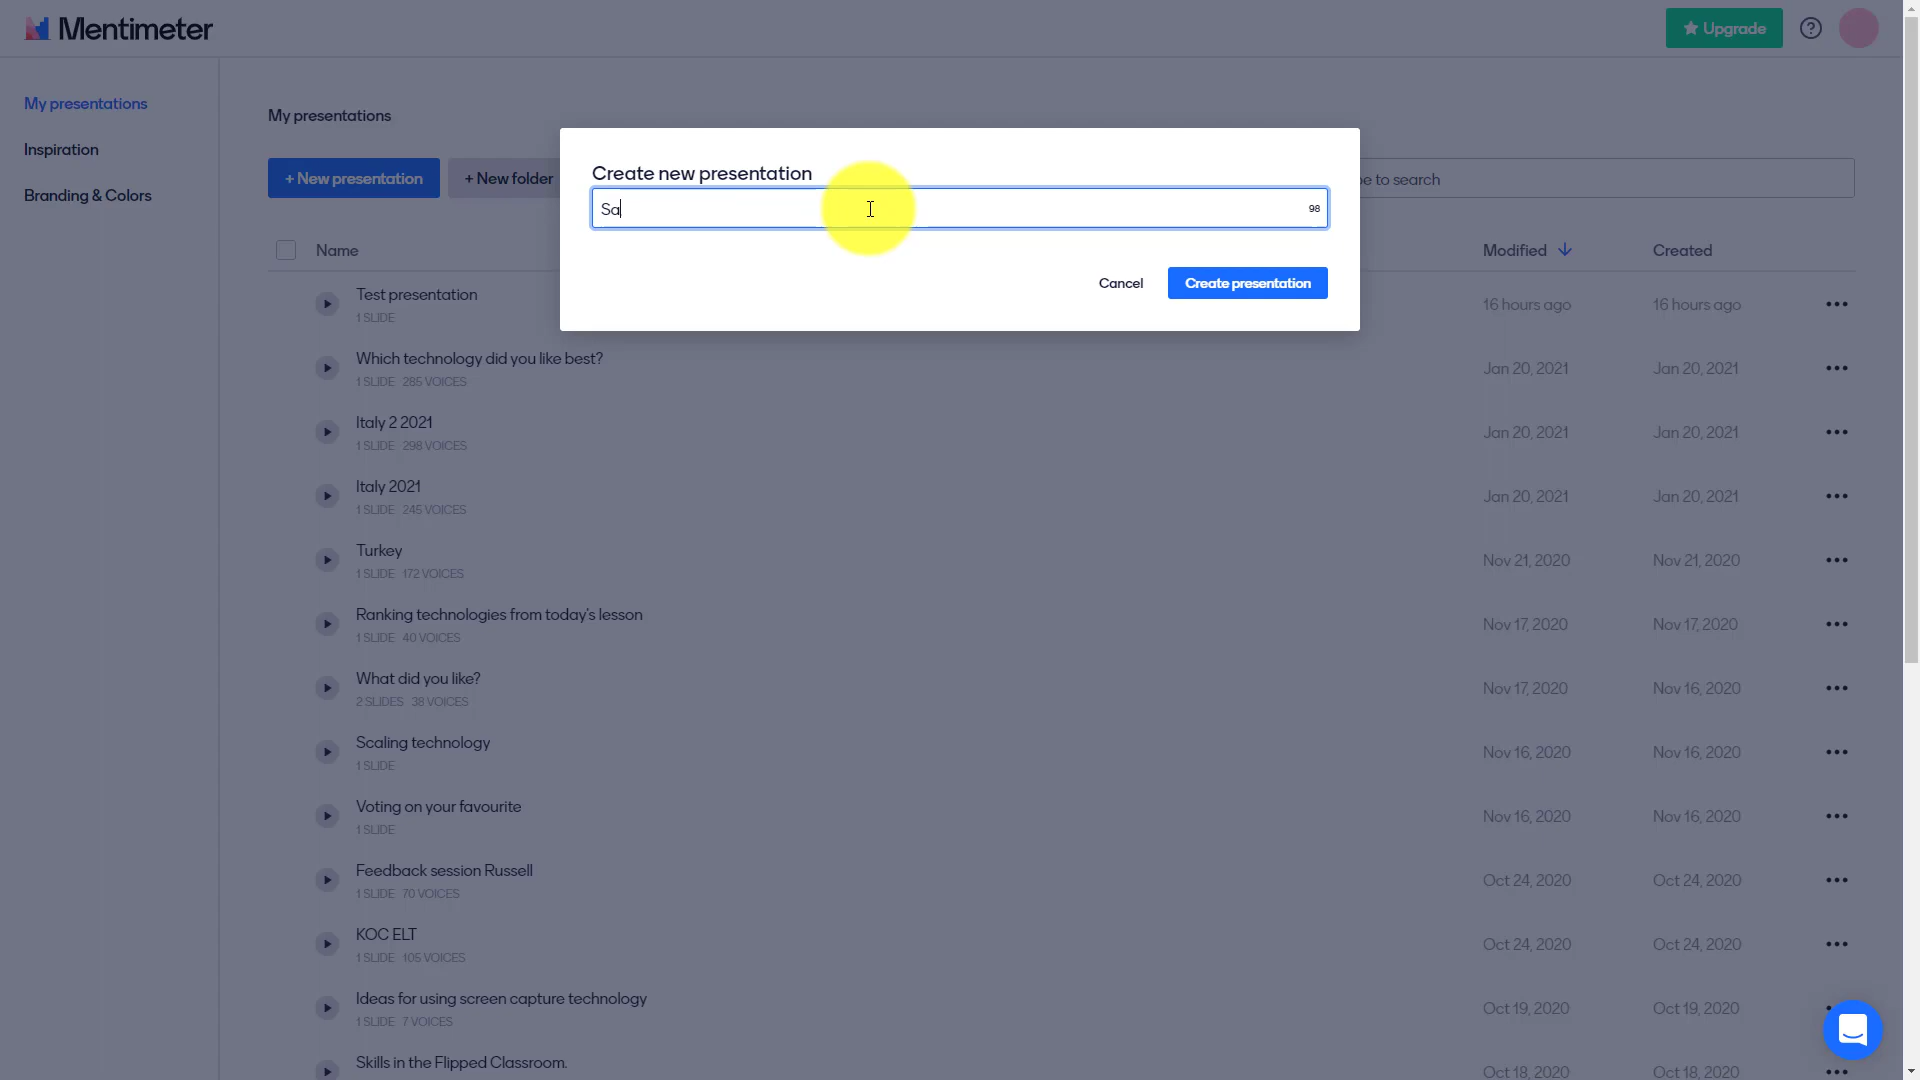 Mentimeter
Upgrade
My presentations
Inspiration
Branding & Colors
My presentations
+ New presentation
+ New folder
pe to search
Create new presentation
Sa
98
Cancel
Create presentation
Name
Modified
Created
Test presentation
1 SLIDE
16 hours ago
16 hours ago
Which technology did you like best?
1 SLIDE 285 VOICES
Jan 20, 2021
Jan 20, 2021
Italy 2 2021
1 SLIDE 298 VOICES
Jan 20, 2021
Jan 20, 2021
Italy 2021
1 SLIDE 245 VOICES
Jan 20, 2021
Jan 20, 2021
Turkey
1 SLIDE 172 VOICES
Nov 21, 2020
Nov 21, 2020
Ranking technologies from today's lesson
1 SLIDE 40 VOICES
Nov 17, 2020
Nov 17, 2020
What did you like?
2 SLIDES 38 VOICES
Nov 17, 2020
Nov 16, 2020
Scaling technology
1 SLIDE
Nov 16, 2020
Nov 16, 2020
Voting on your favourite
1 SLIDE
Nov 16, 2020
Nov 16, 2020
Feedback session Russell
1 SLIDE 70 VOICES
Oct 24, 2020
Oct 24, 2020
KOC ELT
1 SLIDE 105 VOICES
Oct 24, 2020
Oct 24, 2020
Ideas for using screen capture technology
1 SLIDE 7 VOICES
Oct 19, 2020
Oct 19, 2020
Skills in the Flipped Classroom.
Oct 18, 2020
Oct 18, 2020